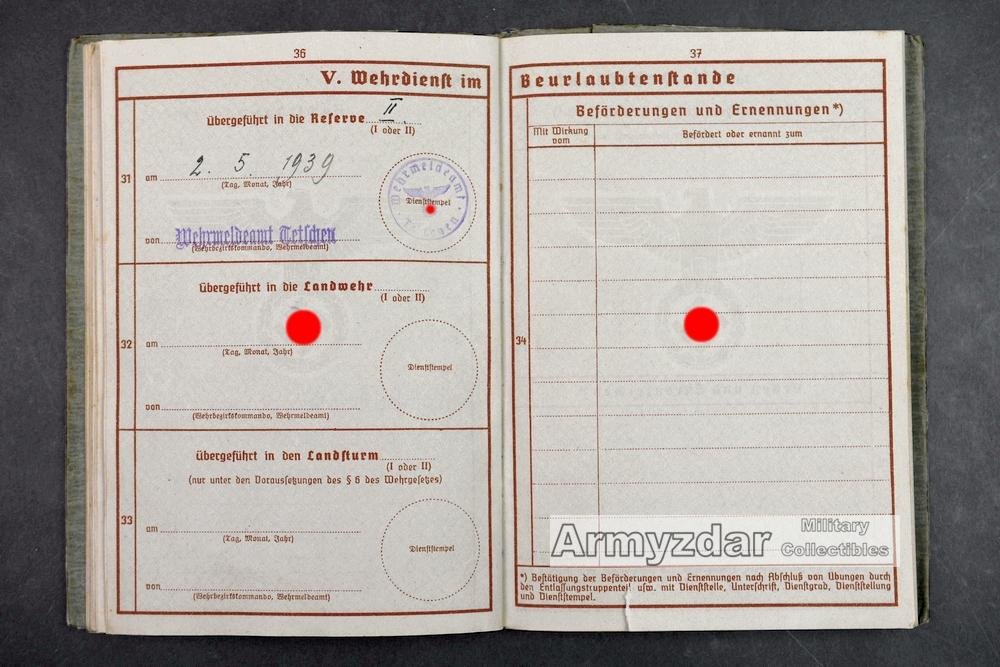 36
V. Wehrdienst im
übergeführt in die Reserve II
(I oder II)
31
am 2. 5. 1939
(Tag, Monat, Jahr)
Wehrmeldeamt
Dienststempel
von Wehrmeldeamt Tetschen
(Wehrbezirkskommando, Wehrmeldeamt)
übergeführt in die Landwehr
(I oder II)
32
am
(Tag, Monat, Jahr)
Dienststempel
von
(Wehrbezirkskommando, Wehrmeldeamt)
übergeführt in den Landsturm
(I oder II)
(nur unter den Voraussetzungen des § 6 des Wehrgesetzes)
33
am
(Tag, Monat, Jahr)
Dienststempel
von
(Wehrbezirkskommando, Wehrmeldeamt)
37
Beurlaubtenstande
Beförderungen und Ernennungen*)
Mit Wirkung
vom
Befördert oder ernannt zum
34
Armyzdar Military
Collectibles
*) Bestätigung der Beförderungen und Ernennungen nach Abschluß von Übungen durch
den Entlassungstruppenteil usw. mit Dienststelle, Unterschrift, Dienstgrad, Dienststellung
und Dienststempel.